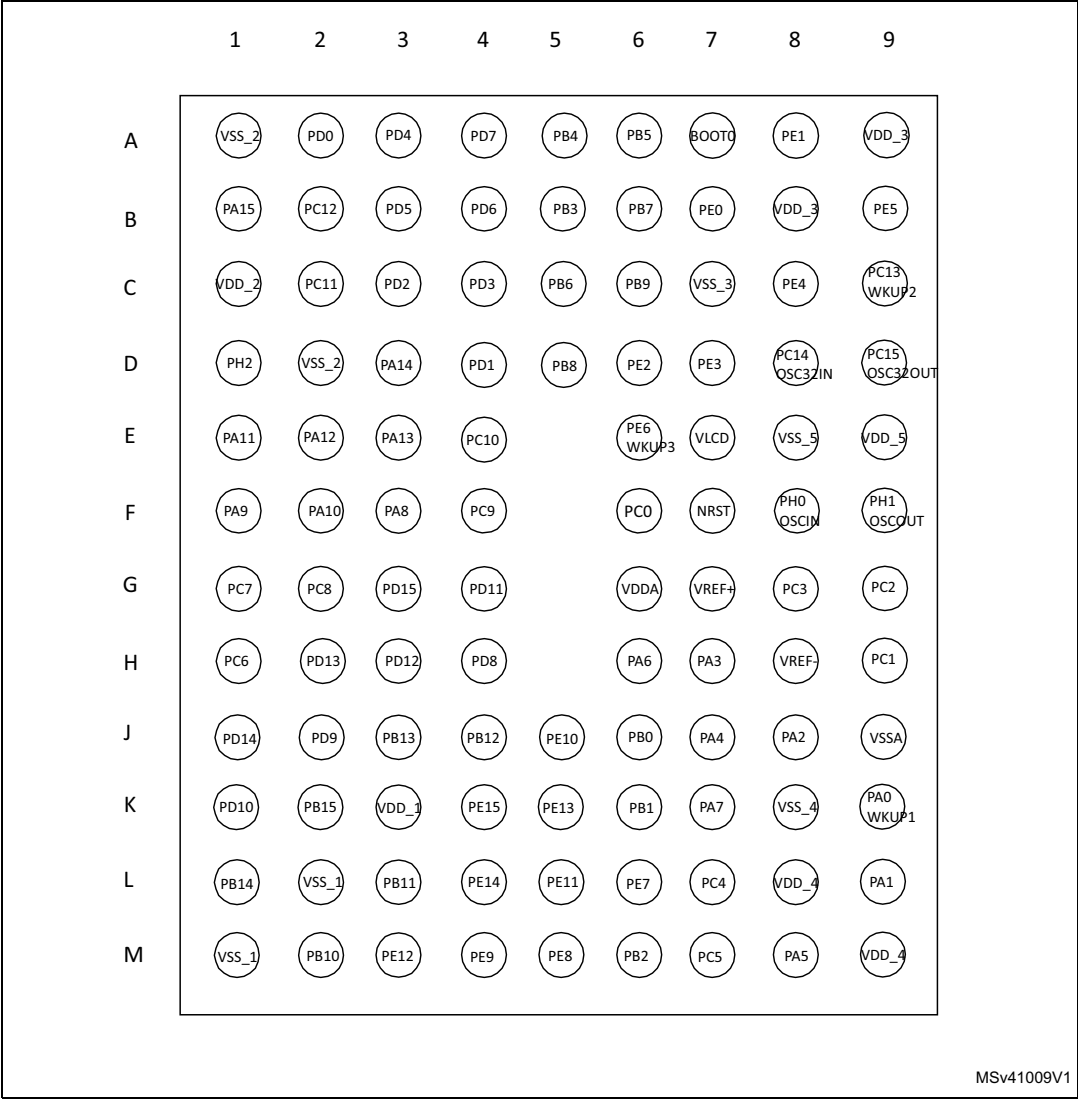 1 2 3 4 5 6 7 8 9
A VSS_2 PD0 PD4 PD7 PB4 PB5 BOOT0 PE1 VDD_3
B PA15 PC12 PD5 PD6 PB3 PB7 PE0 VDD_3 PE5
C VDD_2 PC11 PD2 PD3 PB6 PB9 VSS_3 PE4 PC13
WKUP2
D PH2 VSS_2 PA14 PD1 PB8 PE2 PE3 PC14 PC15
OSC32IN OSC32OUT
E PA11 PA12 PA13 PC10 PE6 VLCD VSS_5 VDD_5
WKUP3
F PA9 PA10 PA8 PC9 PC0 NRST PH0 PH1
OSCIN OSCOUT
G PC7 PC8 PD15 PD11 VDDA VREF+ PC3 PC2
H PC6 PD13 PD12 PD8 PA6 PA3 VREF- PC1
J PD14 PD9 PB13 PB12 PE10 PB0 PA4 PA2 VSSA
K PD10 PB15 VDD_1 PE15 PE13 PB1 PA7 VSS_4 PA0
WKUP1
L PB14 VSS_1 PB11 PE14 PE11 PE7 PC4 VDD_4 PA1
M VSS_1 PB10 PE12 PE9 PE8 PB2 PC5 PA5 VDD_4
MSv41009V1